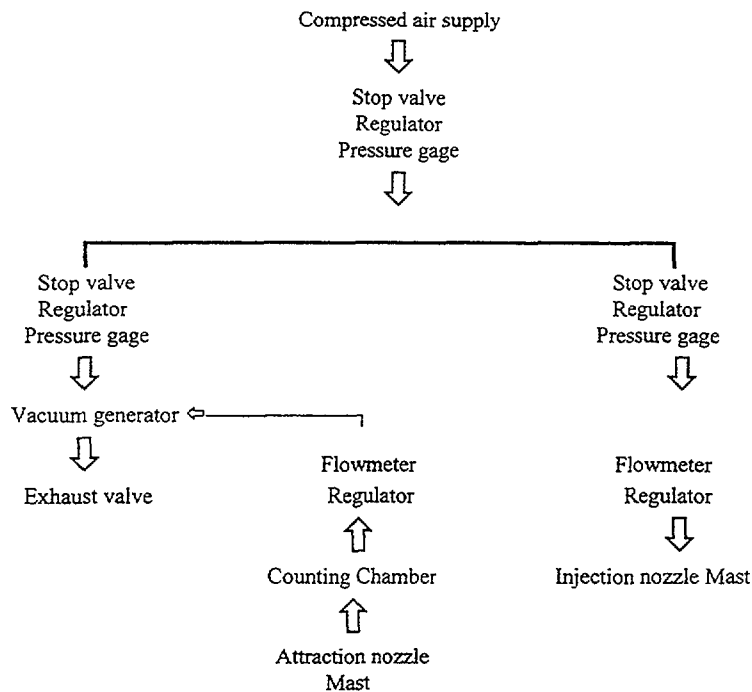 Compressed air supply
Stop valve
Regulator
Pressure gage
Stop valve
Regulator
Pressure gage
Stop valve
Regulator
Pressure gage
Vacuum generator
Exhaust valve
Flowmeter
Regulator
Counting Chamber
Attraction nozzle
Mast
Flowmeter
Regulator
Injection nozzle Mast